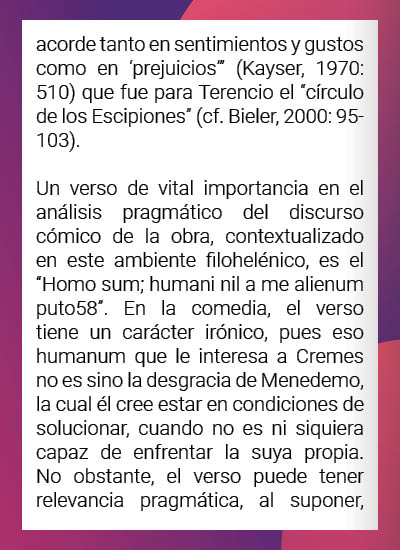 acorde tanto en sentimientos y gustos
como en ‘prejuicios’” (Kayser, 1970:
510) que fue para Terencio el “círculo
de los Escipiones” (cf. Bieler, 2000: 95-
103).
Un verso de vital importancia en el
análisis pragmático del discurso
cómico de la obra, contextualizado
en este ambiente filohelénico, es el
“Homo sum; humani nil a me alienum
puto58”. En la comedia, el verso
tiene un carácter irónico, pues eso
humanum que le interesa a Cremes
no es sino la desgracia de Menedemo,
la cual él cree estar en condiciones de
solucionar, cuando no es ni siquiera
capaz de enfrentar la suya propia.
No obstante, el verso puede tener
relevancia pragmática, al suponer,